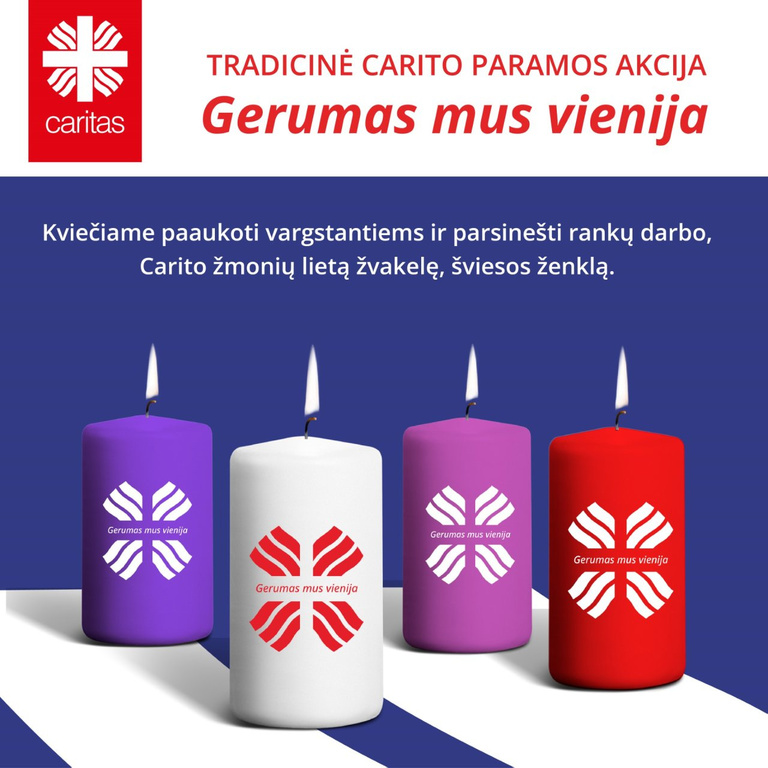 caritas
TRADICINĖ CARITO PARAMOS AKCIJA
Gerumas mus vienija
Kviečiame paaukoti vargstantiems ir parsinešti rankų darbo,
Carito žmonių lietą žvakelę, šviesos ženklą.
Gerumas mus vienija
Gerumas mus vienija
Gerumas mus vienija
Gerumas mus vienija